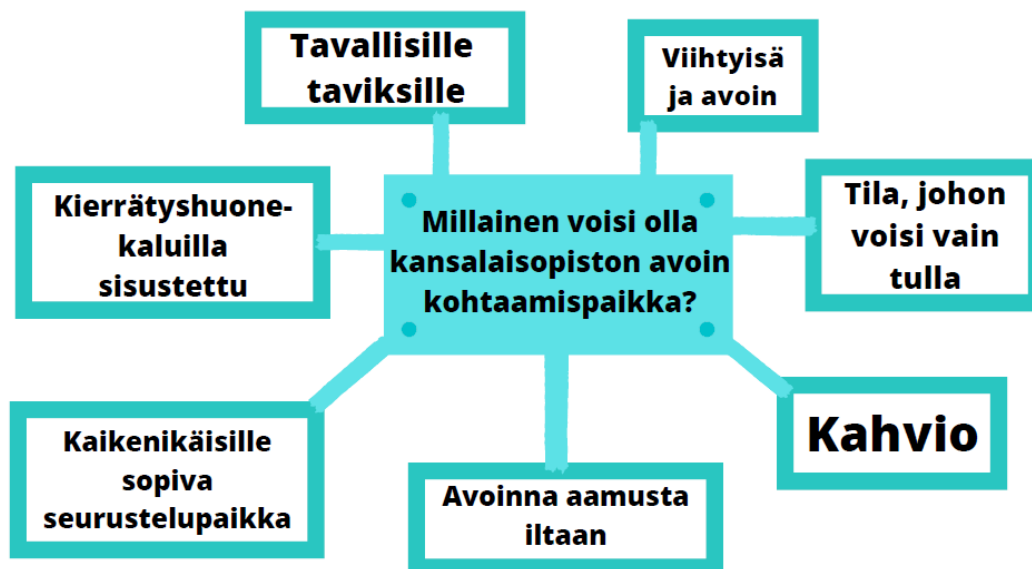 Tavallisille
taviksille
Viihtyisä
ja avoin
Kierrätyshuone-
kaluilla
sisustettu
Millainen voisi olla
kansalaisopiston avoin
kohtaamispaikka?
Tila, johon
voisi vain
tulla
Kaikenikäisille
sopiva
seurustelupaikka
Avoinna aamusta
iltaan
Kahvio